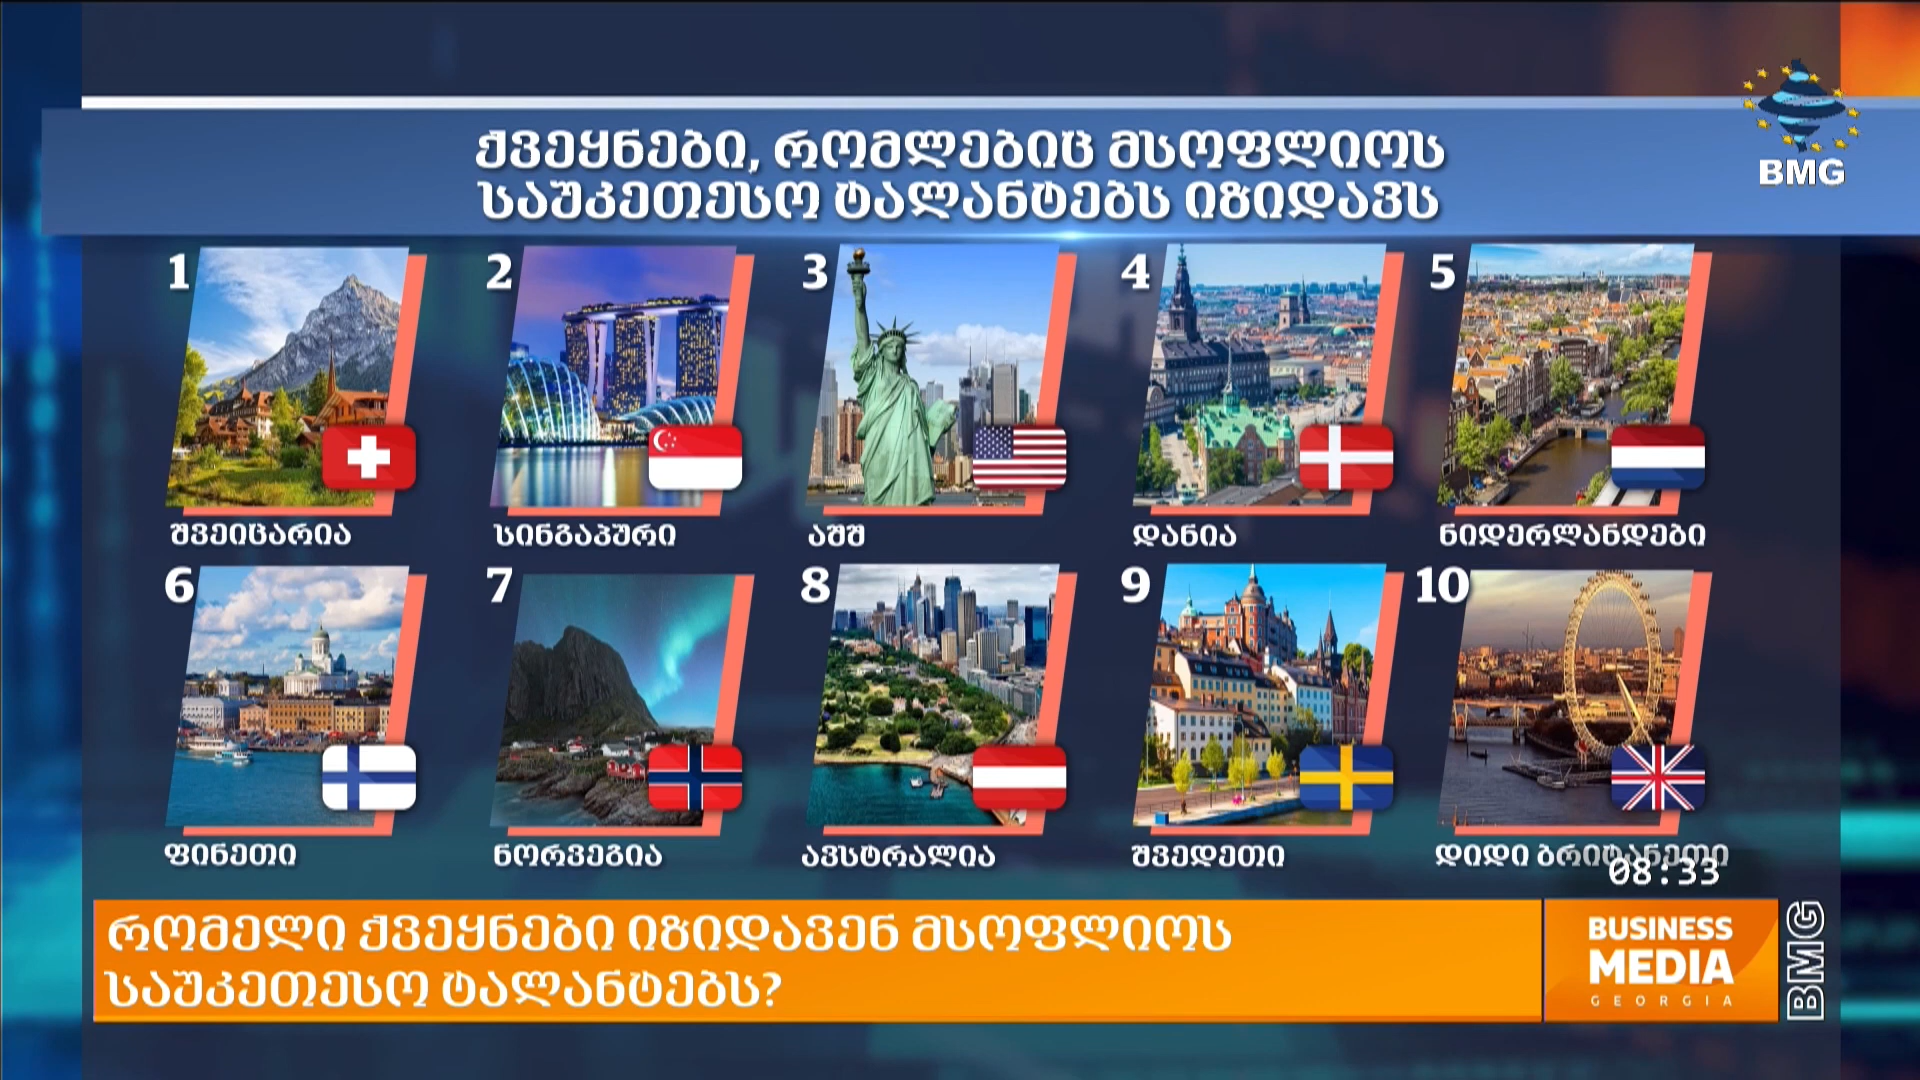 ქვეყნები, რომლებიც მსოფლიოს
საუკეთესო ტალანტებს იზიდავს
BMG
1
2
3
4
5
შვეიცარია
სინგაპური
აშშ
დანია
ნიდერლანდები
6
7
8
9
10
ფინეთი
ნორვეგია
ავსტრალია
შვედეთი
დიდი ბრიტანეთი
08:33
რომელი ქვეყნები იზიდავენ მსოფლიოს
საუკეთესო ტალანტებს?
BUSINESS
MEDIA
GEORGIA
BMG